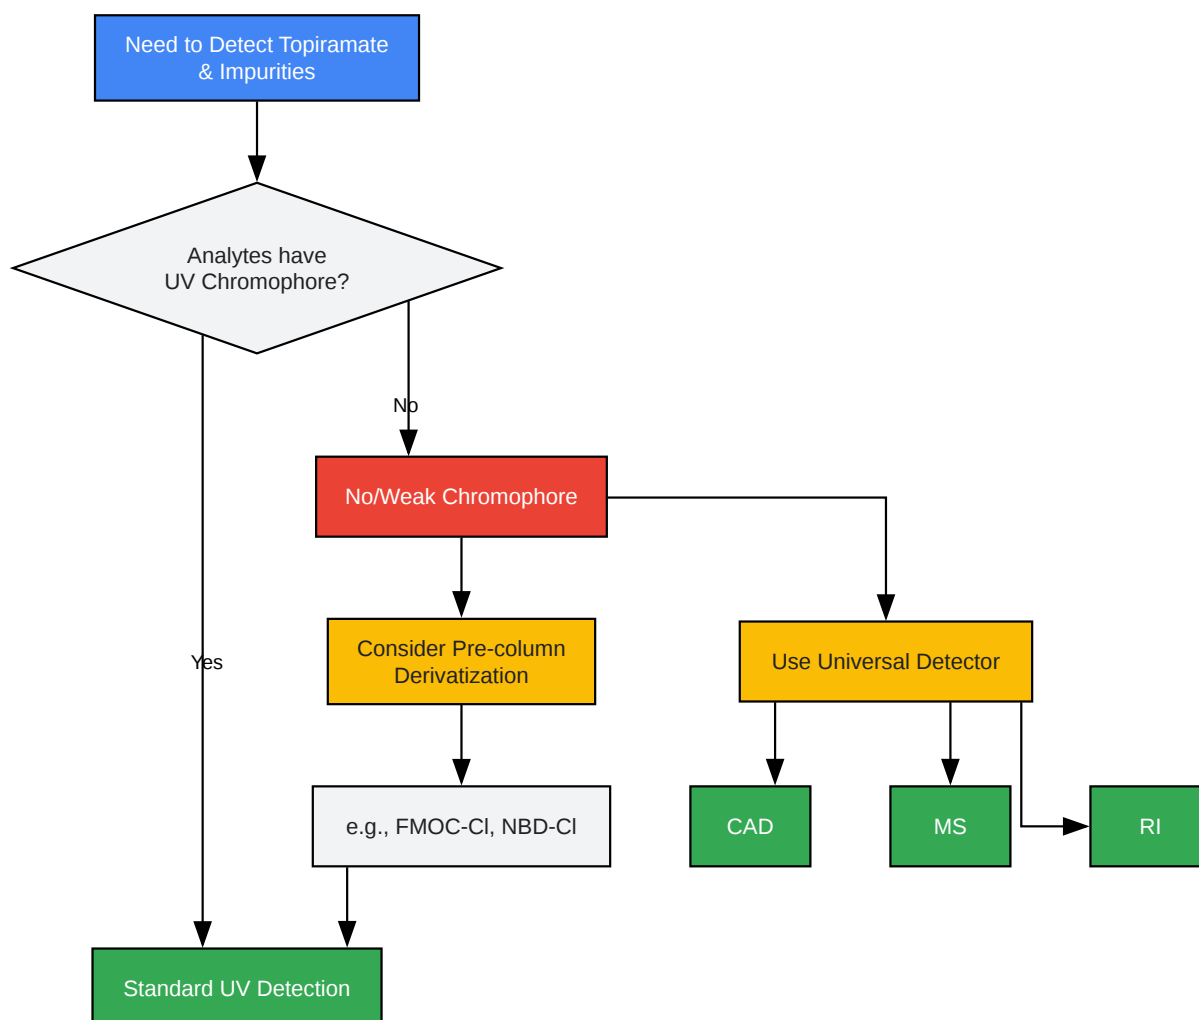 Need to Detect Topiramate
& Impurities
Analytes have
UV Chromophore?
No
No/Weak Chromophore
Consider Pre-column
Derivatization
Yes
Use Universal Detector
e.g., FMOC-Cl, NBD-Cl
CAD
MS
RI
Standard UV Detection